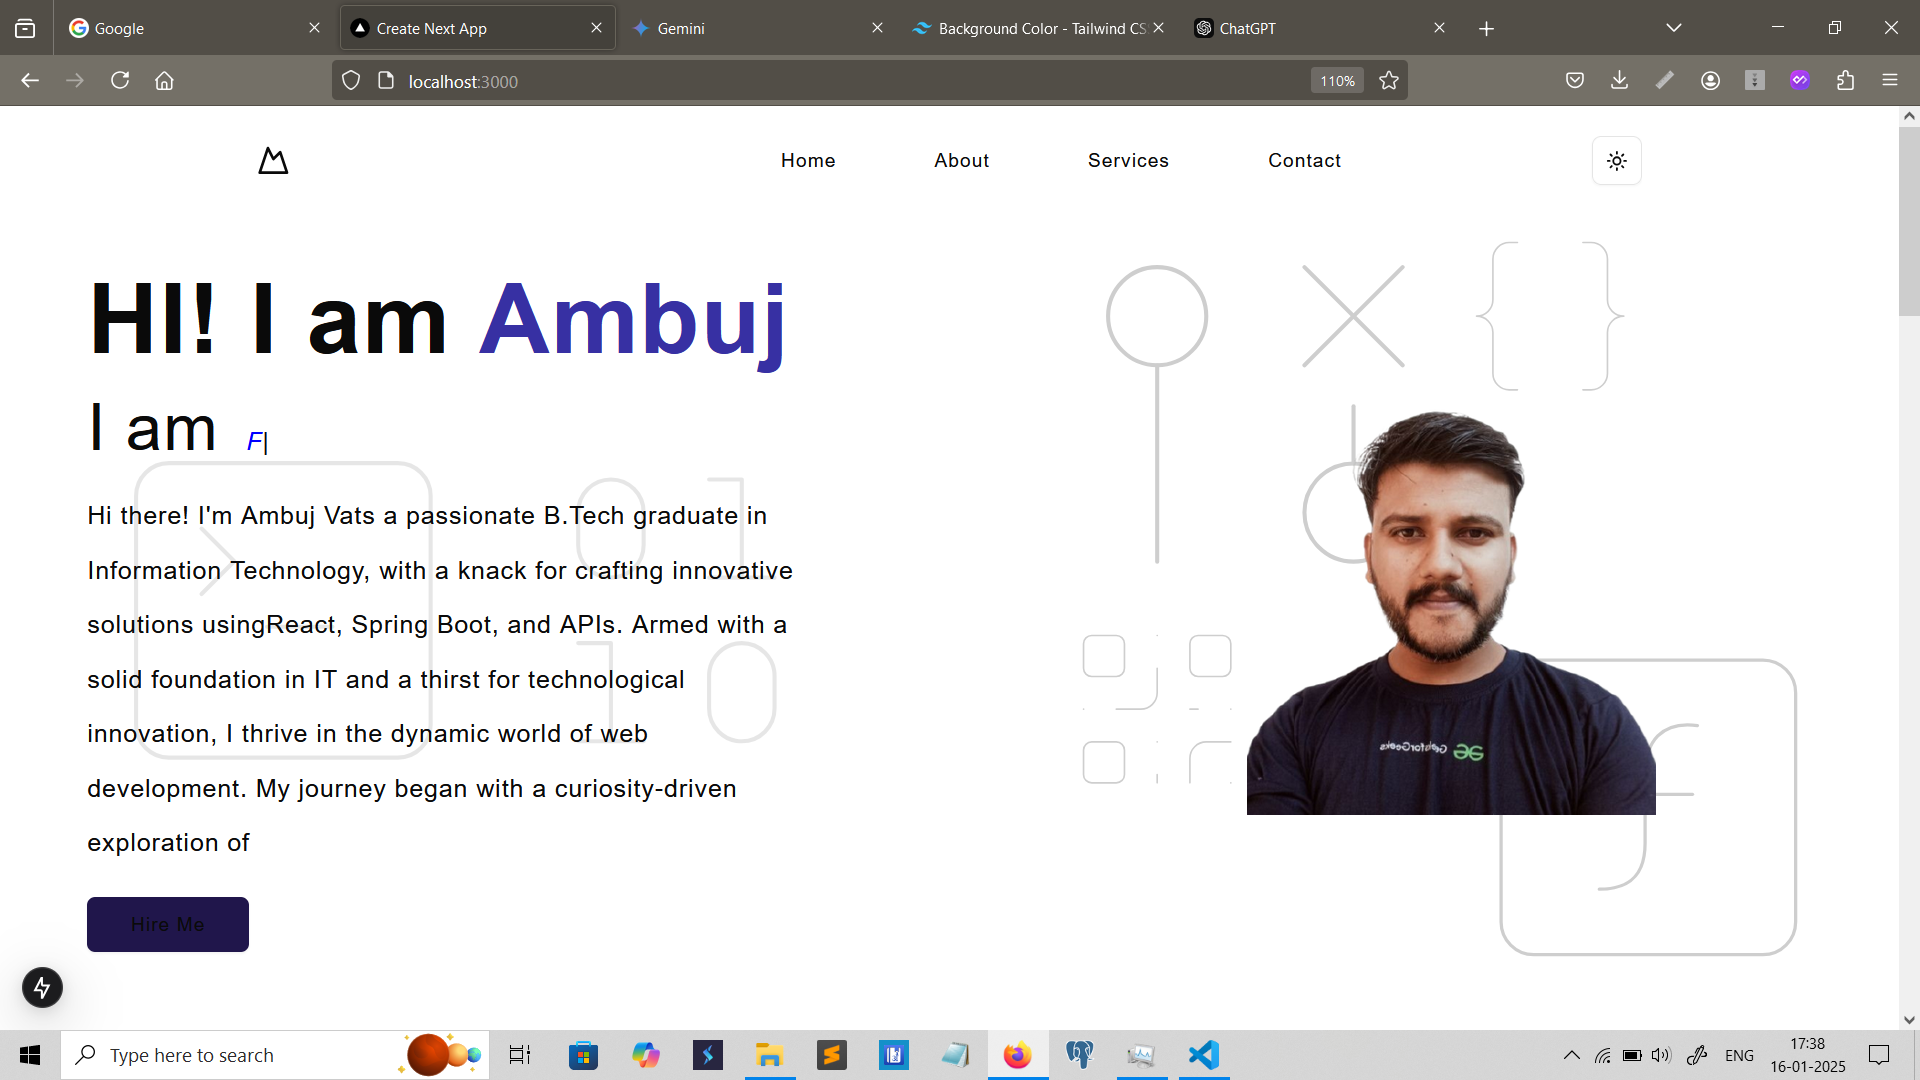 Google
Create Next App
Gemini
Background Color - Tailwind CS
ChatGPT
localhost:3000
110%
Home
About
Services
Contact
HI! I am Ambuj
I am F|
Hi there! I'm Ambuj Vats a passionate B.Tech graduate in
Information Technology, with a knack for crafting innovative
solutions usingReact, Spring Boot, and APIs. Armed with a
solid foundation in IT and a thirst for technological
innovation, I thrive in the dynamic world of web
development. My journey began with a curiosity-driven
exploration of
01
10
GeeksforGeeks
Hire Me
Type here to search
ENG
17:38
16-01-2025